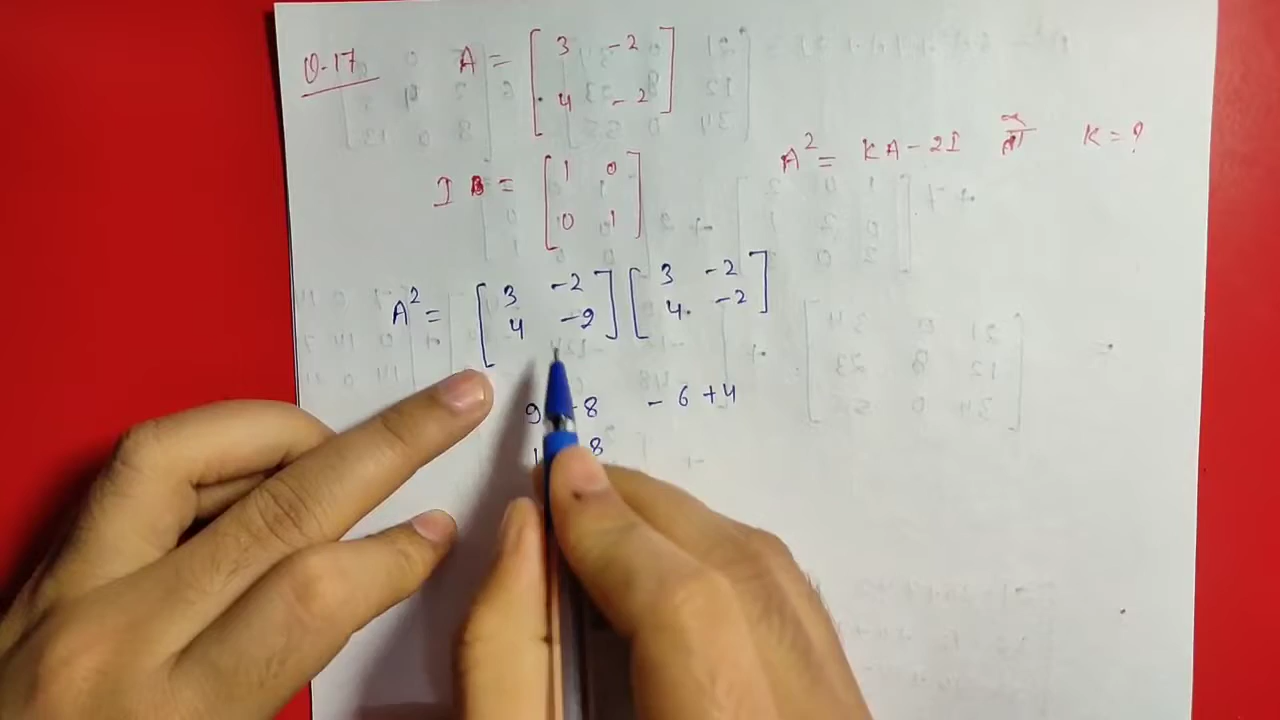 Q-17 A = [ 3 -2
4 -2 ]
A² = KA - 2I K = ?
I = [ 1 0
0 1 ]
A² = [ 3 -2 ] [ 3 -2 ]
[ 4 -2 ] [ 4 -2 ]
9 -8 -6 +4
8